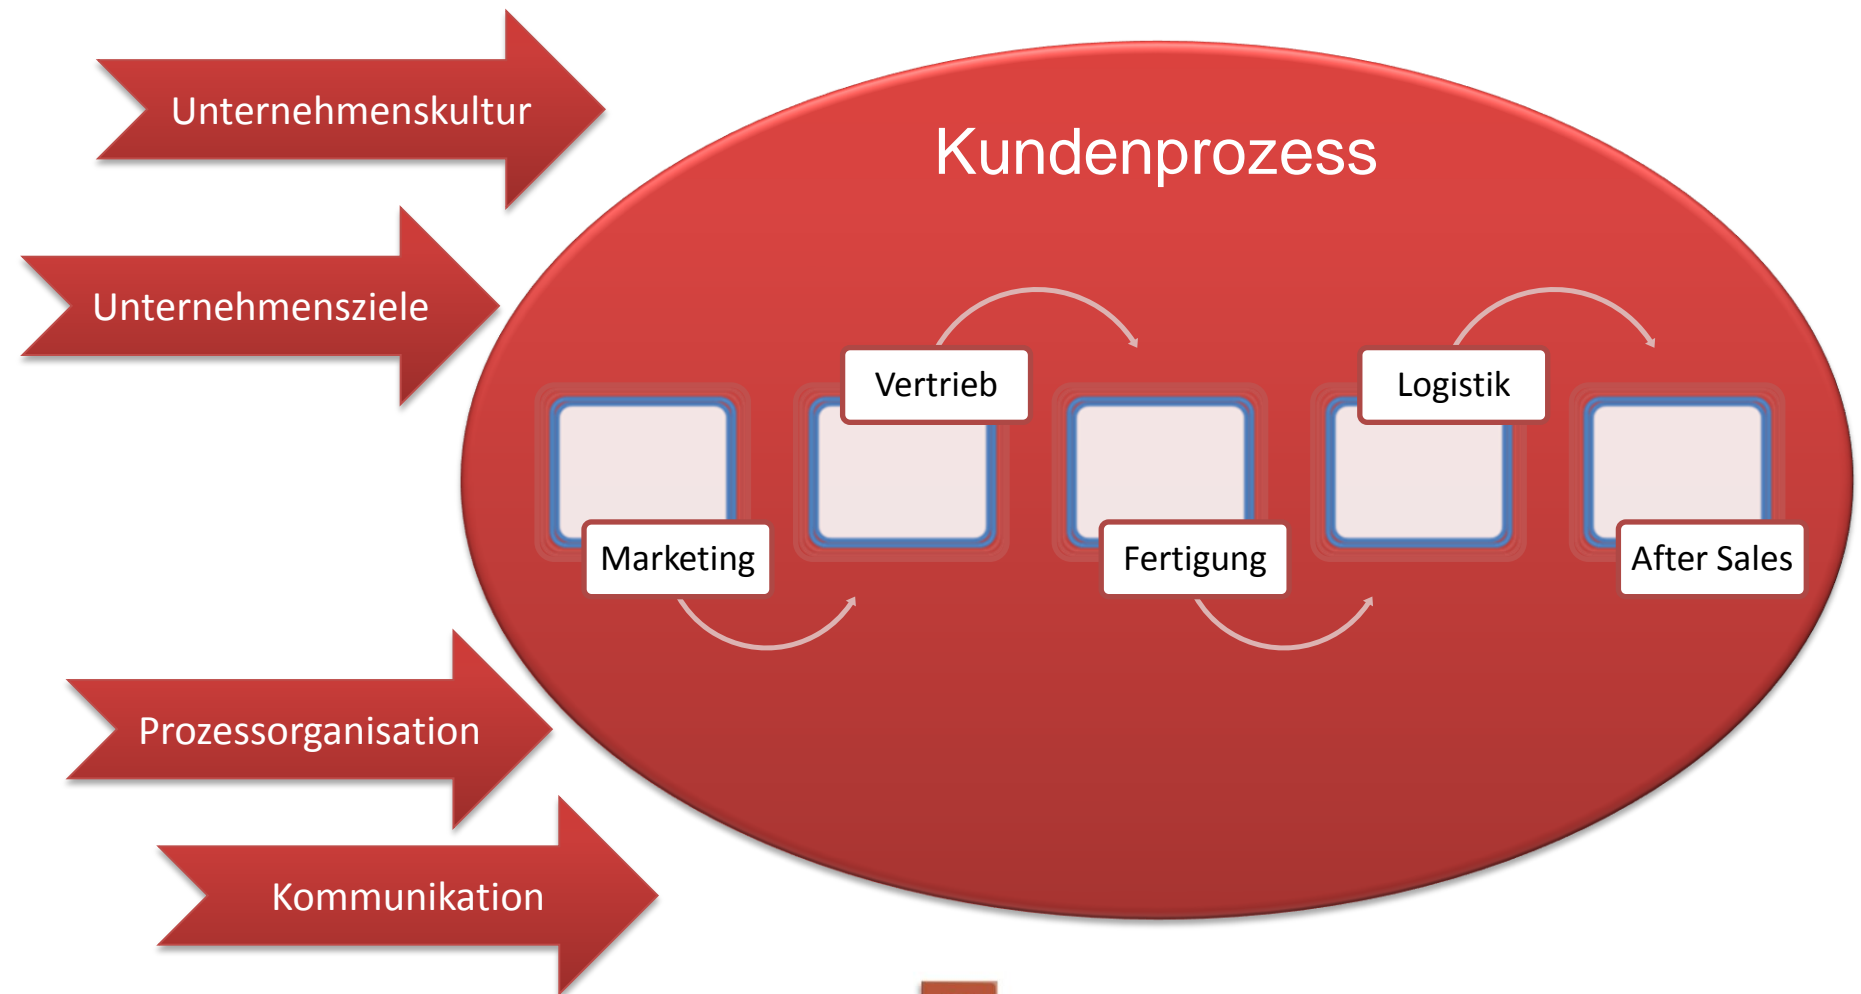 Unternehmenskultur
Kundenprozess
Unternehmensziele
Vertrieb
Logistik
Marketing
Fertigung
After Sales
Prozessorganisation
Kommunikation